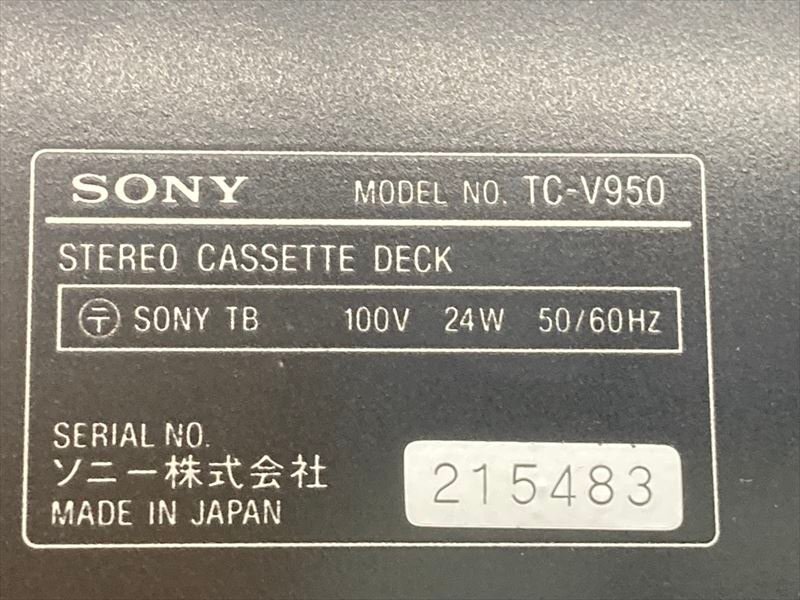 SONY MODEL NO. TC-V950
STEREO CASSETTE DECK
〒 SONY TB 100V 24W 50/60HZ
SERIAL NO.
ソニー株式会社 215483
MADE IN JAPAN